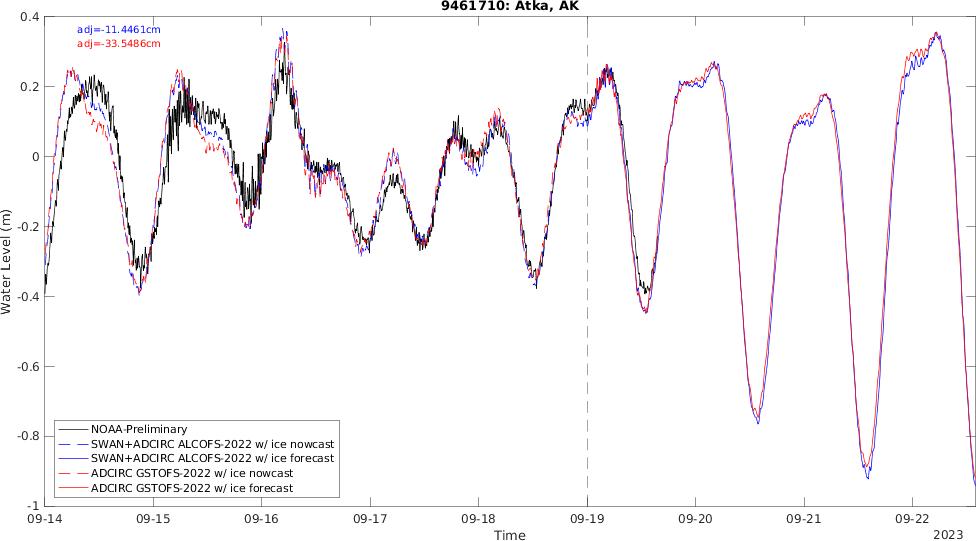 9461710: Atka, AK
adj=-11.4461cm
adj=-33.5486cm
Water Level (m)
0.4
0.2
0
-0.2
-0.4
-0.6
-0.8
-1
NOAA-Preliminary
SWAN+ADCIRC ALCOFS-2022 w/ ice nowcast
SWAN+ADCIRC ALCOFS-2022 w/ ice forecast
ADCIRC GSTOFS-2022 w/ ice nowcast
ADCIRC GSTOFS-2022 w/ ice forecast
09-14 09-15 09-16 09-17 09-18 09-19 09-20 09-21 09-22
Time
2023